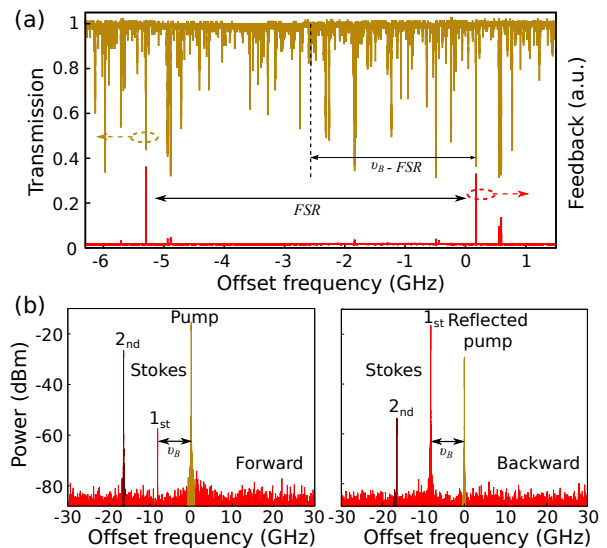 (a)
1
0.8
0.6
0.4
0.2
0
Transmission
Feedback (a.u.)
υB - FSR
FSR
-6 -5 -4 -3 -2 -1 0 1
Offset frequency (GHz)
(b)
-20
-40
-60
-80
Power (dBm)
Pump
2nd
Stokes
1st
υB
Forward
-30 -20 -10 0 10 20 30
Offset frequency (GHz)
1st Reflected
pump
Stokes
2nd
υB
Backward
-30 -20 -10 0 10 20 30
Offset frequency (GHz)